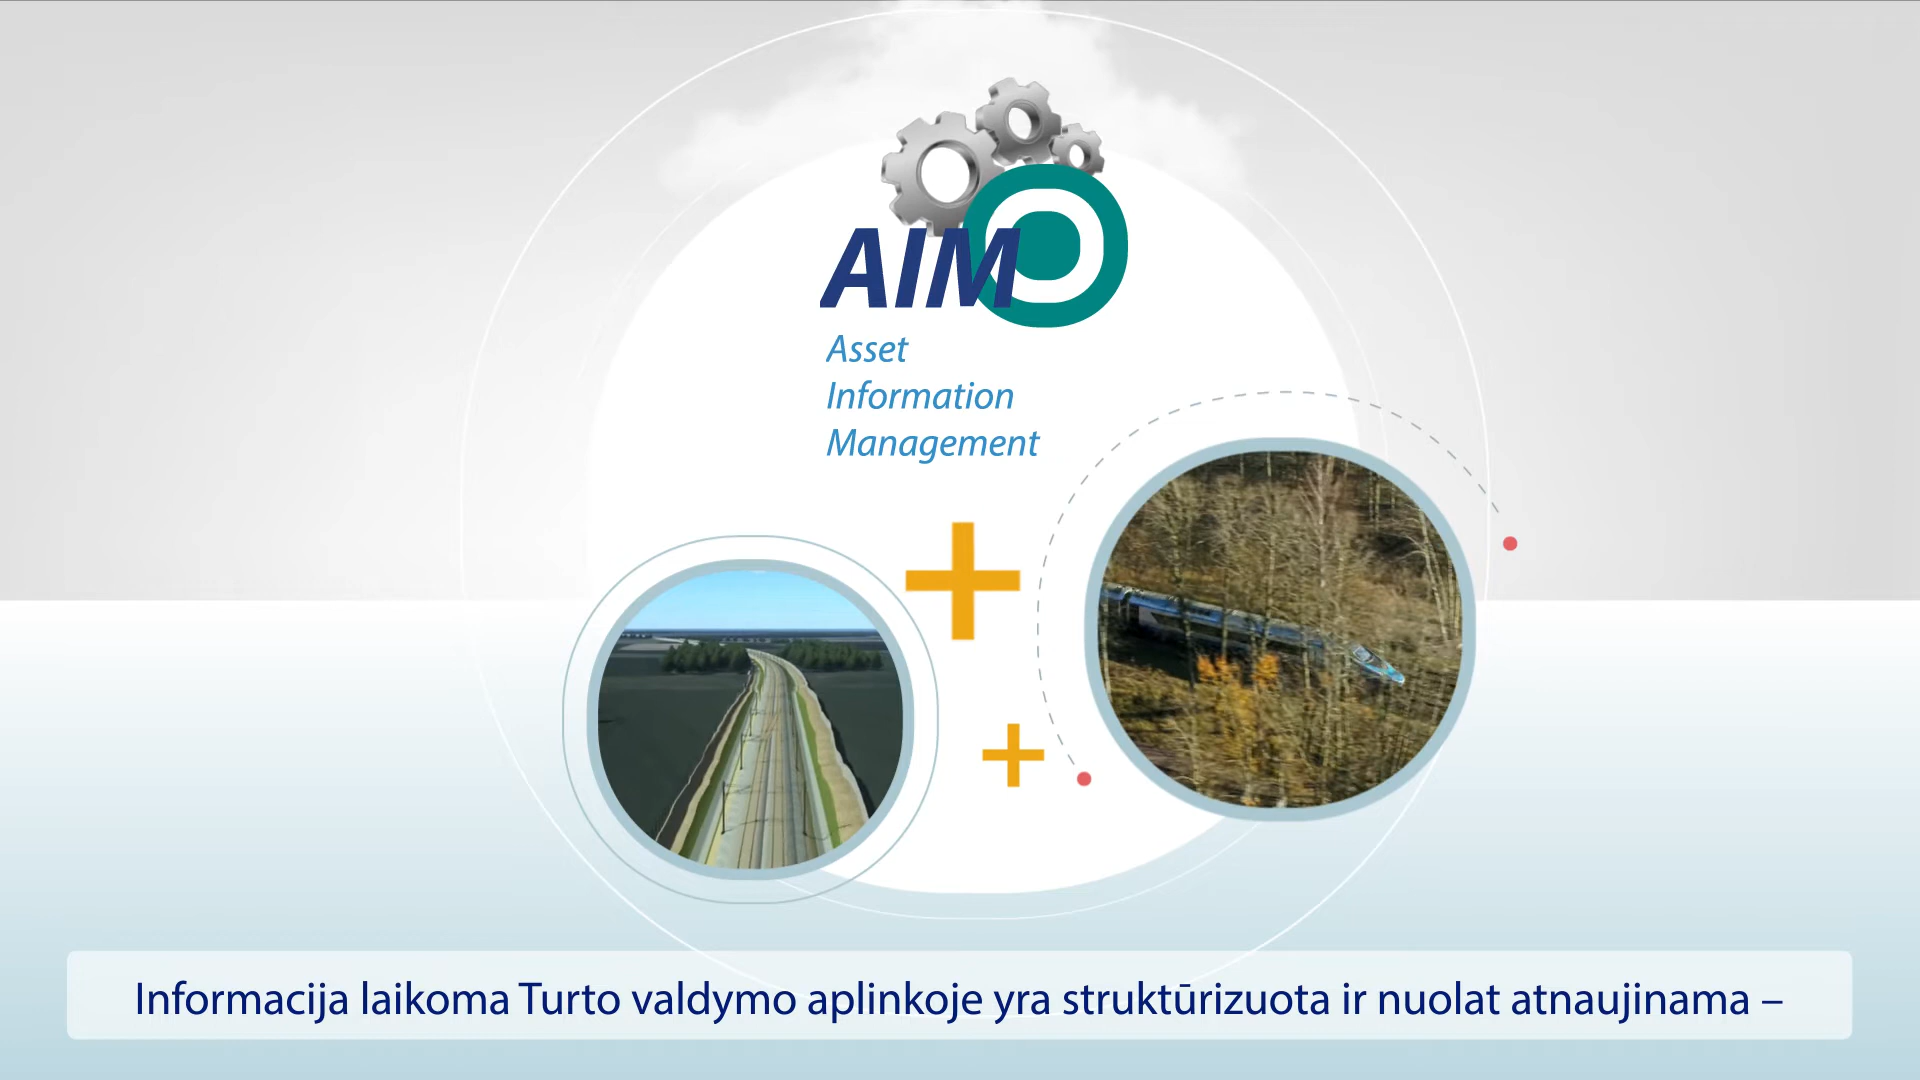 AIM
Asset
Information
Management
Informacija laikoma Turto valdymo aplinkoje yra struktūrizuota ir nuolat atnaujinama –